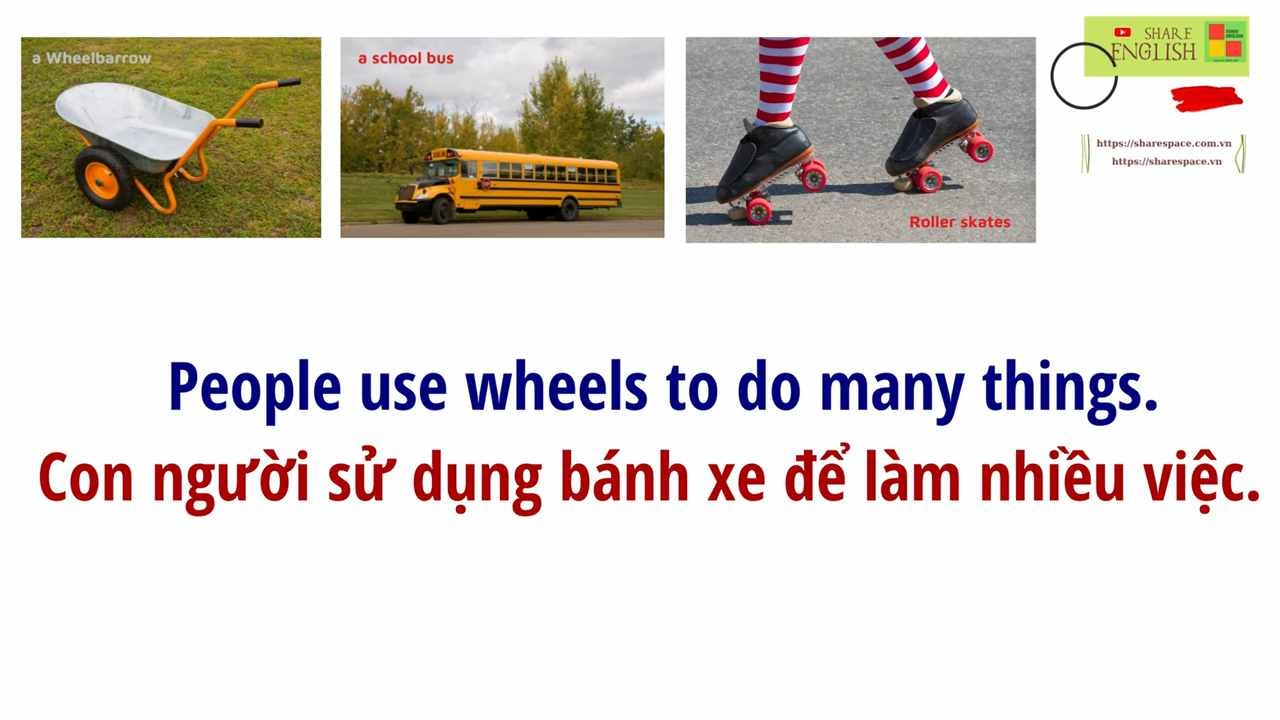 a Wheelbarrow
a school bus
Roller skates
SHARE
ENGLISH
https://sharespace.com.vn
https://sharespace.vn
People use wheels to do many things.
Con người sử dụng bánh xe để làm nhiều việc.